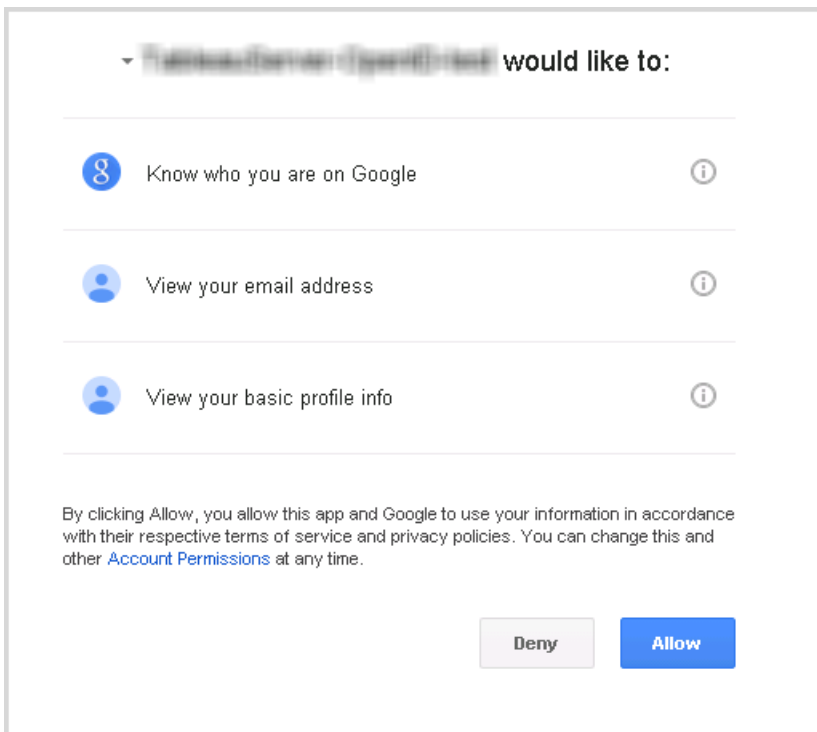 would like to:
Know who you are on Google
View your email address
View your basic profile info
By clicking Allow, you allow this app and Google to use your information in accordance
with their respective terms of service and privacy policies. You can change this and
other Account Permissions at any time.
Deny Allow